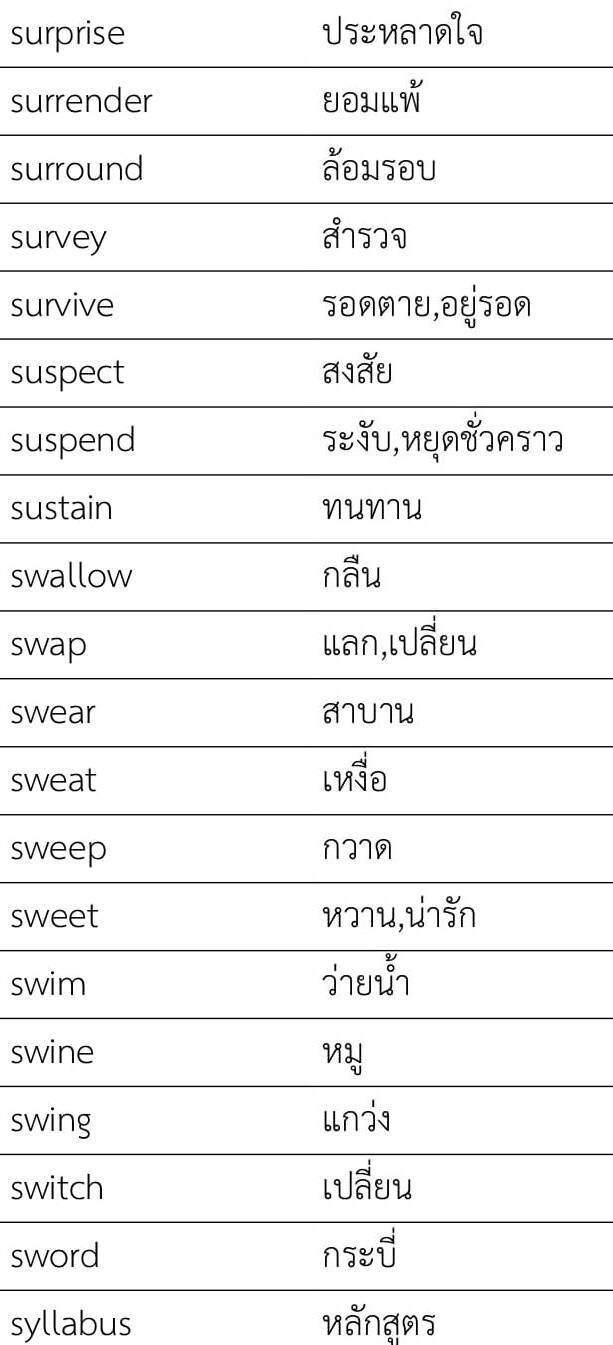 surprise ประหลาดใจ
surrender ยอมแพ้
surround ล้อมรอบ
survey สำรวจ
survive รอดตาย,อยู่รอด
suspect สงสัย
suspend ระงับ,หยุดชั่วคราว
sustain ทนทาน
swallow กลืน
swap แลก,เปลี่ยน
swear สาบาน
sweat เหงื่อ
sweep กวาด
sweet หวาน,น่ารัก
swim ว่ายน้ำ
swine หมู
swing แกว่ง
switch เปลี่ยน
sword กระบี่
syllabus หลักสูตร